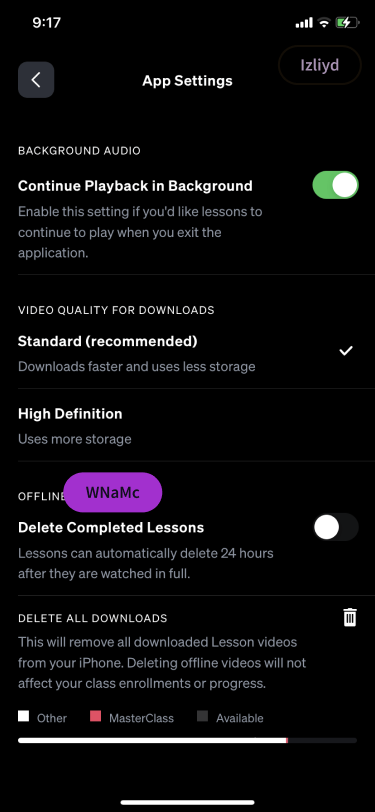 9:17
Izliyd
App Settings
BACKGROUND AUDIO
Continue Playback in Background
Enable this setting if you'd like lessons to
continue to play when you exit the
application.
VIDEO QUALITY FOR DOWNLOADS
Standard (recommended)
Downloads faster and uses less storage
High Definition
Uses more storage
WNaMc
OFFLINE
Delete Completed Lessons
Lessons can automatically delete 24 hours
after they are watched in full.
DELETE ALL DOWNLOADS
This will remove all downloaded Lesson videos
from your iPhone. Deleting offline videos will not
affect your class enrollments or progress.
Other MasterClass Available